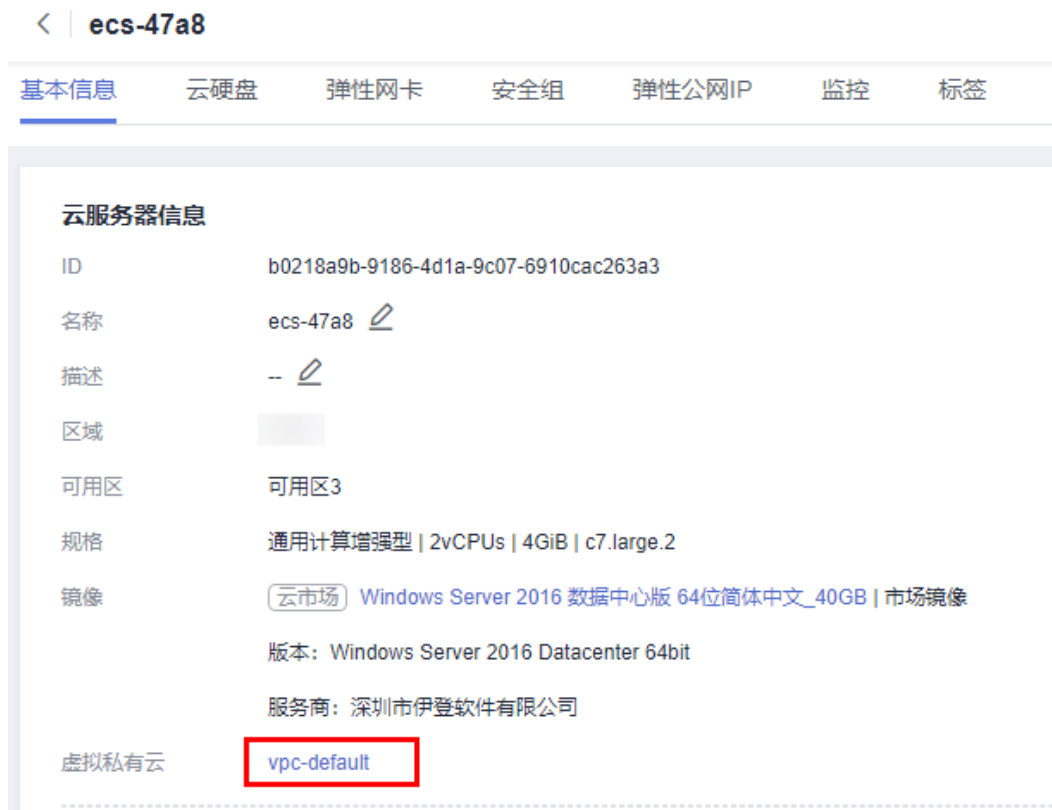 ecs-47a8
基本信息 云硬盘 弹性网卡 安全组 弹性公网IP 监控 标签
云服务器信息
ID b0218a9b-9186-4d1a-9c07-6910cac263a3
名称 ecs-47a8
描述 --
区域
可用区 可用区3
规格 通用计算增强型 | 2vCPUs | 4GiB | c7.large.2
镜像 云市场 Windows Server 2016 数据中心版 64位简体中文_40GB | 市场镜像
版本：Windows Server 2016 Datacenter 64bit
服务商：深圳市伊登软件有限公司
虚拟私有云 vpc-default